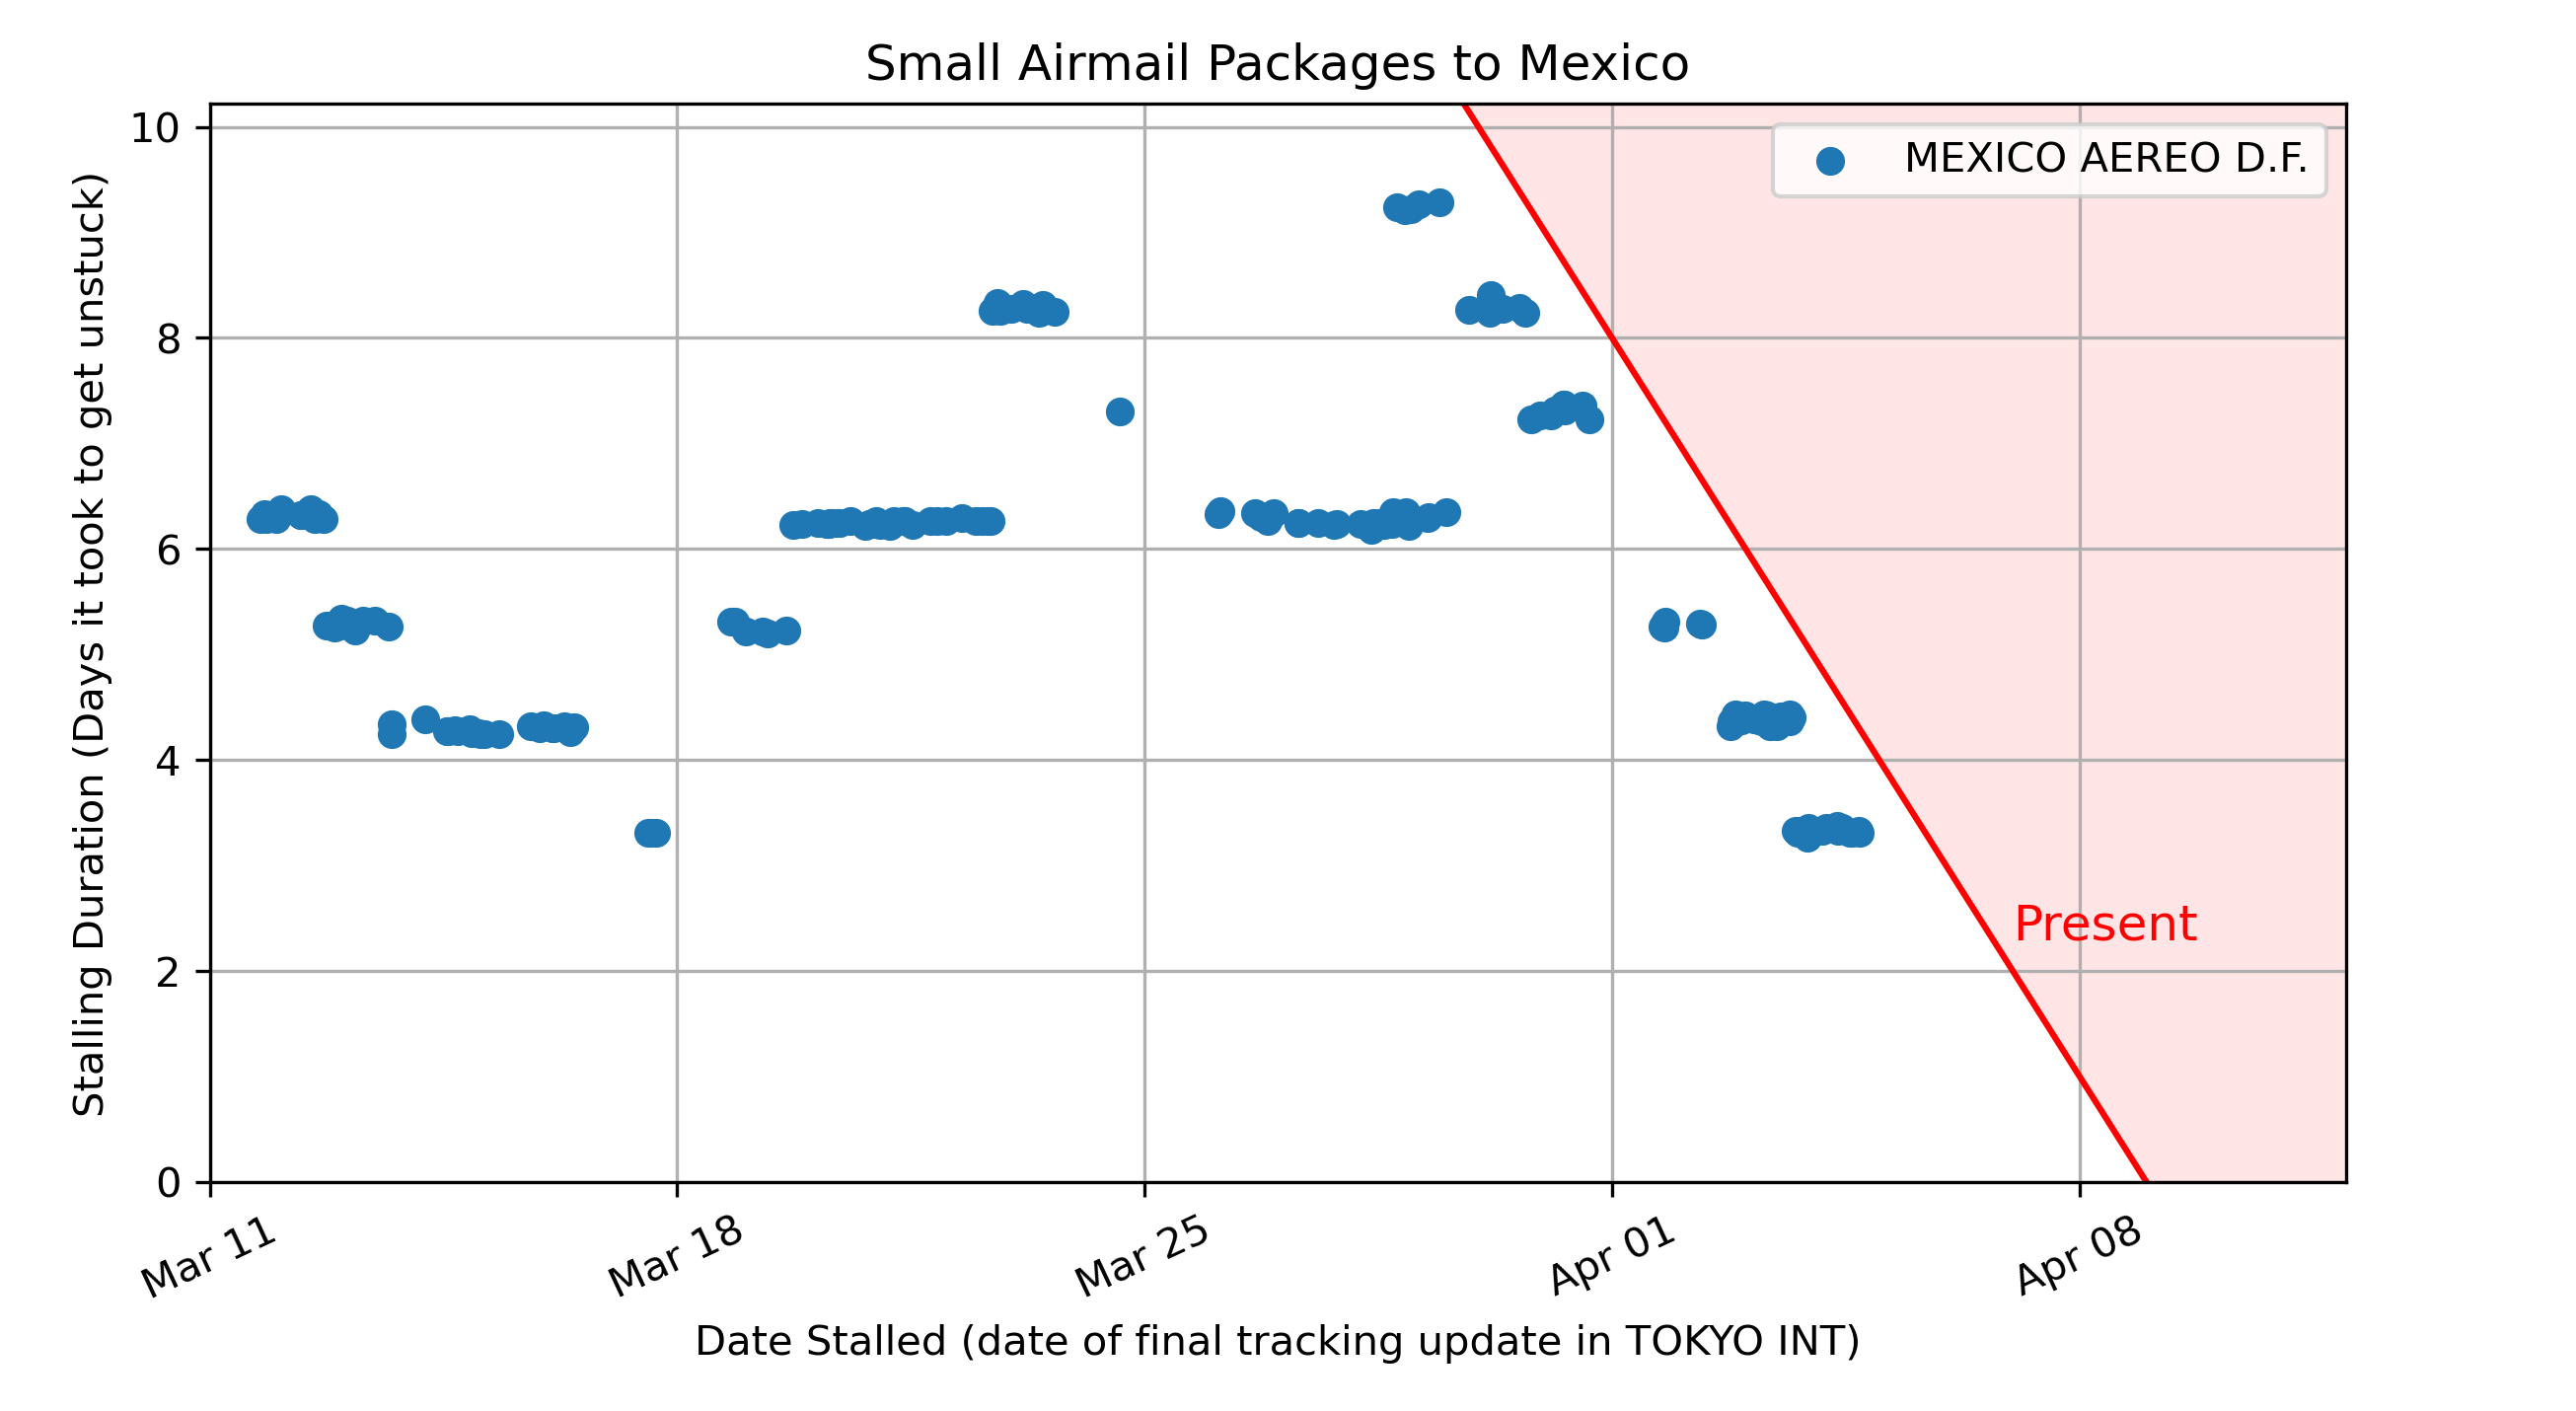 Small Airmail Packages to Mexico
Stalling Duration (Days it took to get unstuck)
10
8
6
4
2
0
MEXICO AEREO D.F.
Present
Mar 11
Mar 18
Mar 25
Apr 01
Apr 08
Date Stalled (date of final tracking update in TOKYO INT)